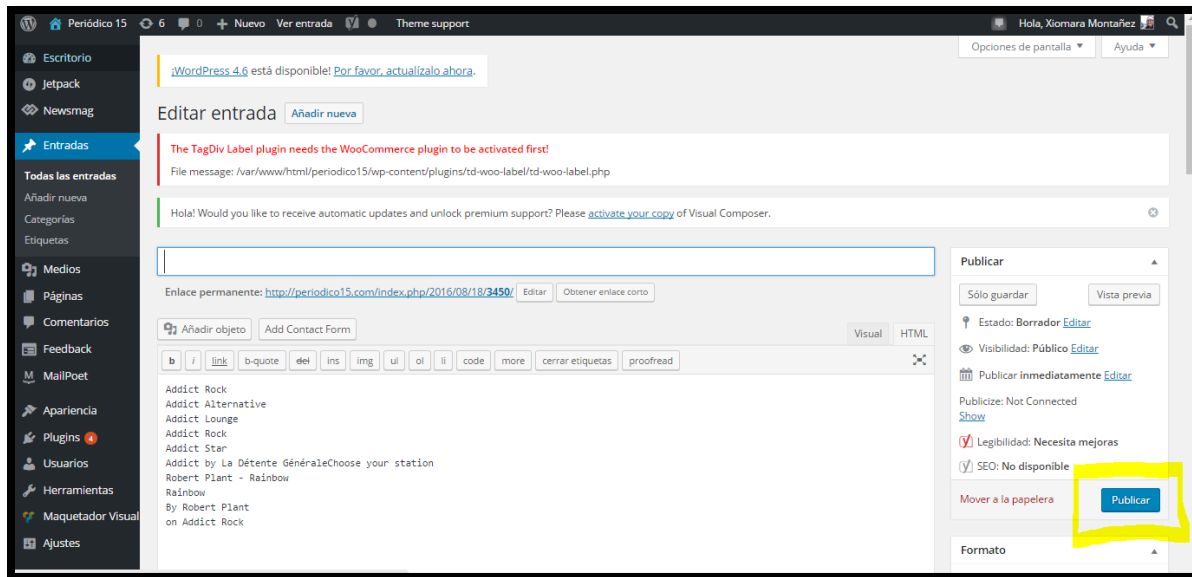 Periódico 15 6 0 + Nuevo Ver entrada Theme support Hola, Xiomara Montañez
Opciones de pantalla ▼ Ayuda ▼
Escritorio
Jetpack
Newsmag
Entradas
Todas las entradas
Añadir nueva
Categorías
Etiquetas
Medios
Páginas
Comentarios
Feedback
MailPoet
Apariencia
Plugins 4
Usuarios
Herramientas
Maquetador Visual
Ajustes
¡WordPress 4.6 está disponible! Por favor, actualízalo ahora.
Editar entrada Añadir nueva
The TagDiv Label plugin needs the WooCommerce plugin to be activated first!
File message: /var/www/html/periodico15/wp-content/plugins/td-woo-label/td-woo-label.php
Hola! Would you like to receive automatic updates and unlock premium support? Please activate your copy of Visual Composer.
Enlace permanente: http://periodico15.com/index.php/2016/08/18/3450/ Editar Obtener enlace corto
Añadir objeto Add Contact Form Visual HTML
b i link b-quote del ins img ul ol li code more cerrar etiquetas proofread
Addict Rock
Addict Alternative
Addict Lounge
Addict Rock
Addict Star
Addict by La Détente GénéraleChoose your station
Robert Plant - Rainbow
Rainbow
By Robert Plant
on Addict Rock
Publicar
Sólo guardar Vista previa
Estado: Borrador Editar
Visibilidad: Público Editar
Publicar inmediatamente Editar
Publicize: Not Connected
Show
Legibilidad: Necesita mejoras
SEO: No disponible
Mover a la papelera Publicar
Formato